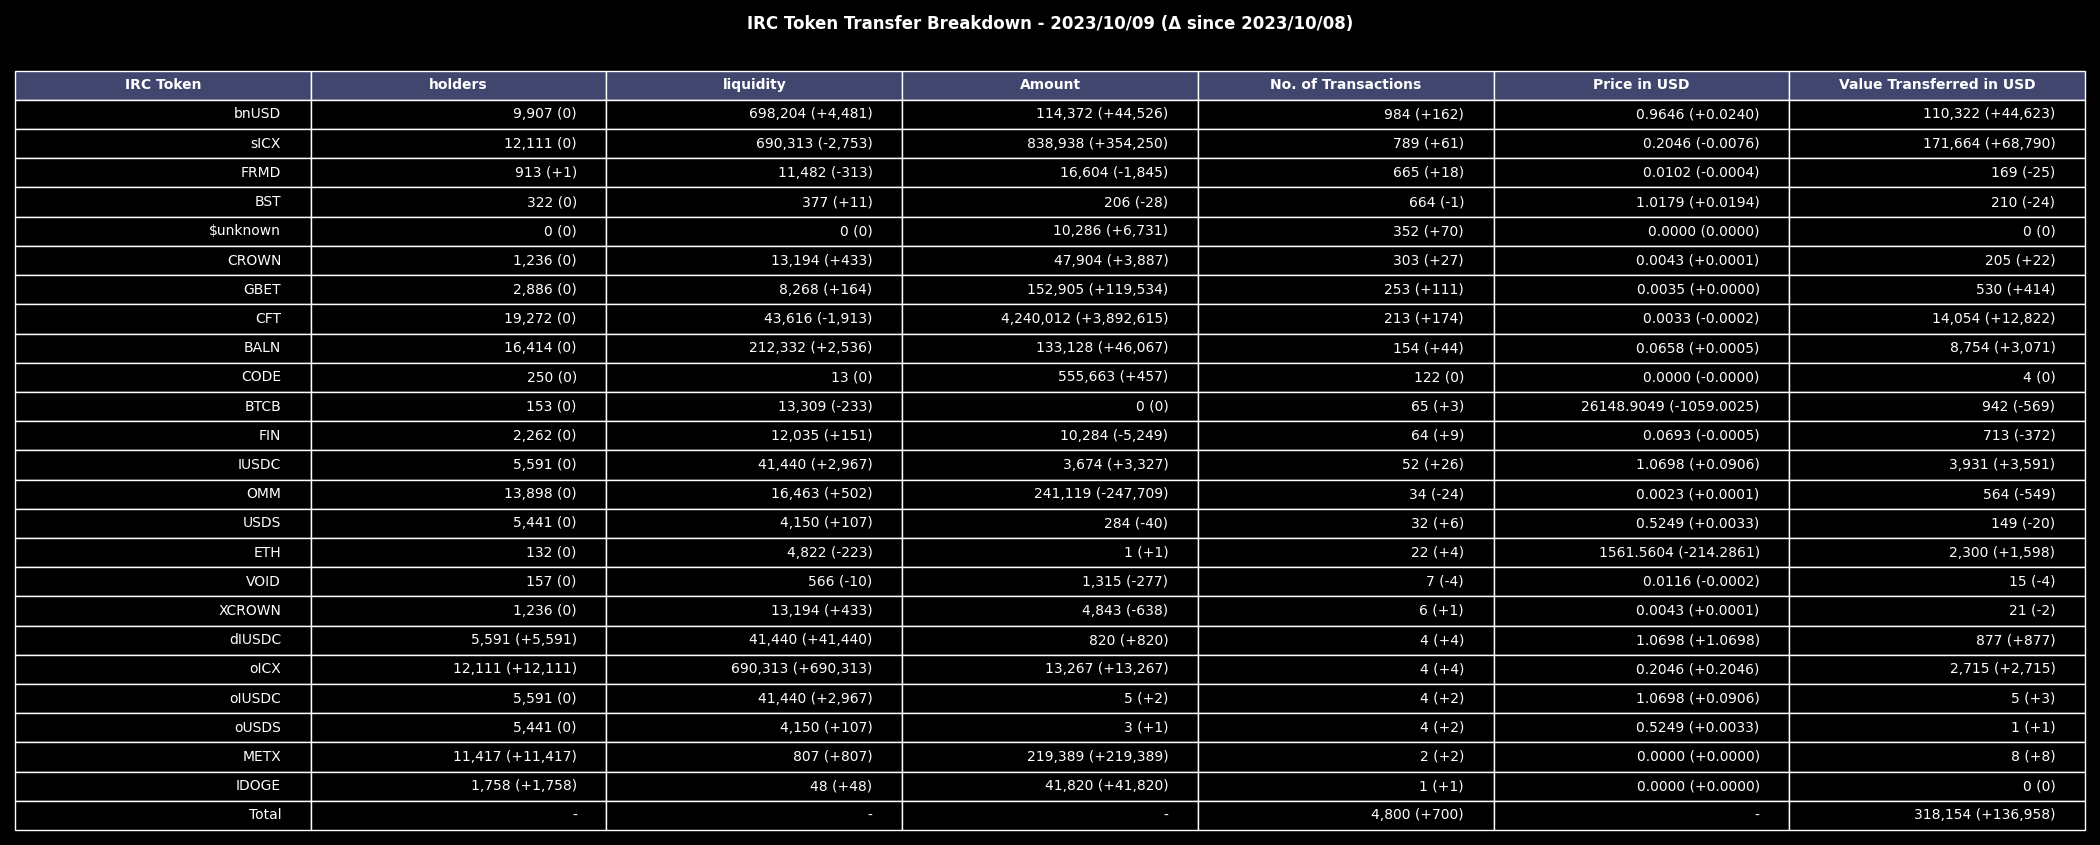 IRC Token Transfer Breakdown - 2023/10/09 (Δ since 2023/10/08)
IRC Token holders liquidity Amount No. of Transactions Price in USD Value Transferred in USD
bnUSD 9,907 (0) 698,204 (+4,481) 114,372 (+44,526) 984 (+162) 0.9646 (+0.0240) 110,322 (+44,623)
sICX 12,111 (0) 690,313 (-2,753) 838,938 (+354,250) 789 (+61) 0.2046 (-0.0076) 171,664 (+68,790)
FRMD 913 (+1) 11,482 (-313) 16,604 (-1,845) 665 (+18) 0.0102 (-0.0004) 169 (-25)
BST 322 (0) 377 (+11) 206 (-28) 664 (-1) 1.0179 (+0.0194) 210 (-24)
$unknown 0 (0) 0 (0) 10,286 (+6,731) 352 (+70) 0.0000 (0.0000) 0 (0)
CROWN 1,236 (0) 13,194 (+433) 47,904 (+3,887) 303 (+27) 0.0043 (+0.0001) 205 (+22)
GBET 2,886 (0) 8,268 (+164) 152,905 (+119,534) 253 (+111) 0.0035 (+0.0000) 530 (+414)
CFT 19,272 (0) 43,616 (-1,913) 4,240,012 (+3,892,615) 213 (+174) 0.0033 (-0.0002) 14,054 (+12,822)
BALN 16,414 (0) 212,332 (+2,536) 133,128 (+46,067) 154 (+44) 0.0658 (+0.0005) 8,754 (+3,071)
CODE 250 (0) 13 (0) 555,663 (+457) 122 (0) 0.0000 (-0.0000) 4 (0)
BTCB 153 (0) 13,309 (-233) 0 (0) 65 (+3) 26148.9049 (-1059.0025) 942 (-569)
FIN 2,262 (0) 12,035 (+151) 10,284 (-5,249) 64 (+9) 0.0693 (-0.0005) 713 (-372)
IUSDC 5,591 (0) 41,440 (+2,967) 3,674 (+3,327) 52 (+26) 1.0698 (+0.0906) 3,931 (+3,591)
OMM 13,898 (0) 16,463 (+502) 241,119 (-247,709) 34 (-24) 0.0023 (+0.0001) 564 (-549)
USDS 5,441 (0) 4,150 (+107) 284 (-40) 32 (+6) 0.5249 (+0.0033) 149 (-20)
ETH 132 (0) 4,822 (-223) 1 (+1) 22 (+4) 1561.5604 (-214.2861) 2,300 (+1,598)
VOID 157 (0) 566 (-10) 1,315 (-277) 7 (-4) 0.0116 (-0.0002) 15 (-4)
XCROWN 1,236 (0) 13,194 (+433) 4,843 (-638) 6 (+1) 0.0043 (+0.0001) 21 (-2)
dIUSDC 5,591 (+5,591) 41,440 (+41,440) 820 (+820) 4 (+4) 1.0698 (+1.0698) 877 (+877)
oICX 12,111 (+12,111) 690,313 (+690,313) 13,267 (+13,267) 4 (+4) 0.2046 (+0.2046) 2,715 (+2,715)
oIUSDC 5,591 (0) 41,440 (+2,967) 5 (+2) 4 (+2) 1.0698 (+0.0906) 5 (+3)
oUSDS 5,441 (0) 4,150 (+107) 3 (+1) 4 (+2) 0.5249 (+0.0033) 1 (+1)
METX 11,417 (+11,417) 807 (+807) 219,389 (+219,389) 2 (+2) 0.0000 (+0.0000) 8 (+8)
IDOGE 1,758 (+1,758) 48 (+48) 41,820 (+41,820) 1 (+1) 0.0000 (+0.0000) 0 (0)
Total - - - 4,800 (+700) - 318,154 (+136,958)